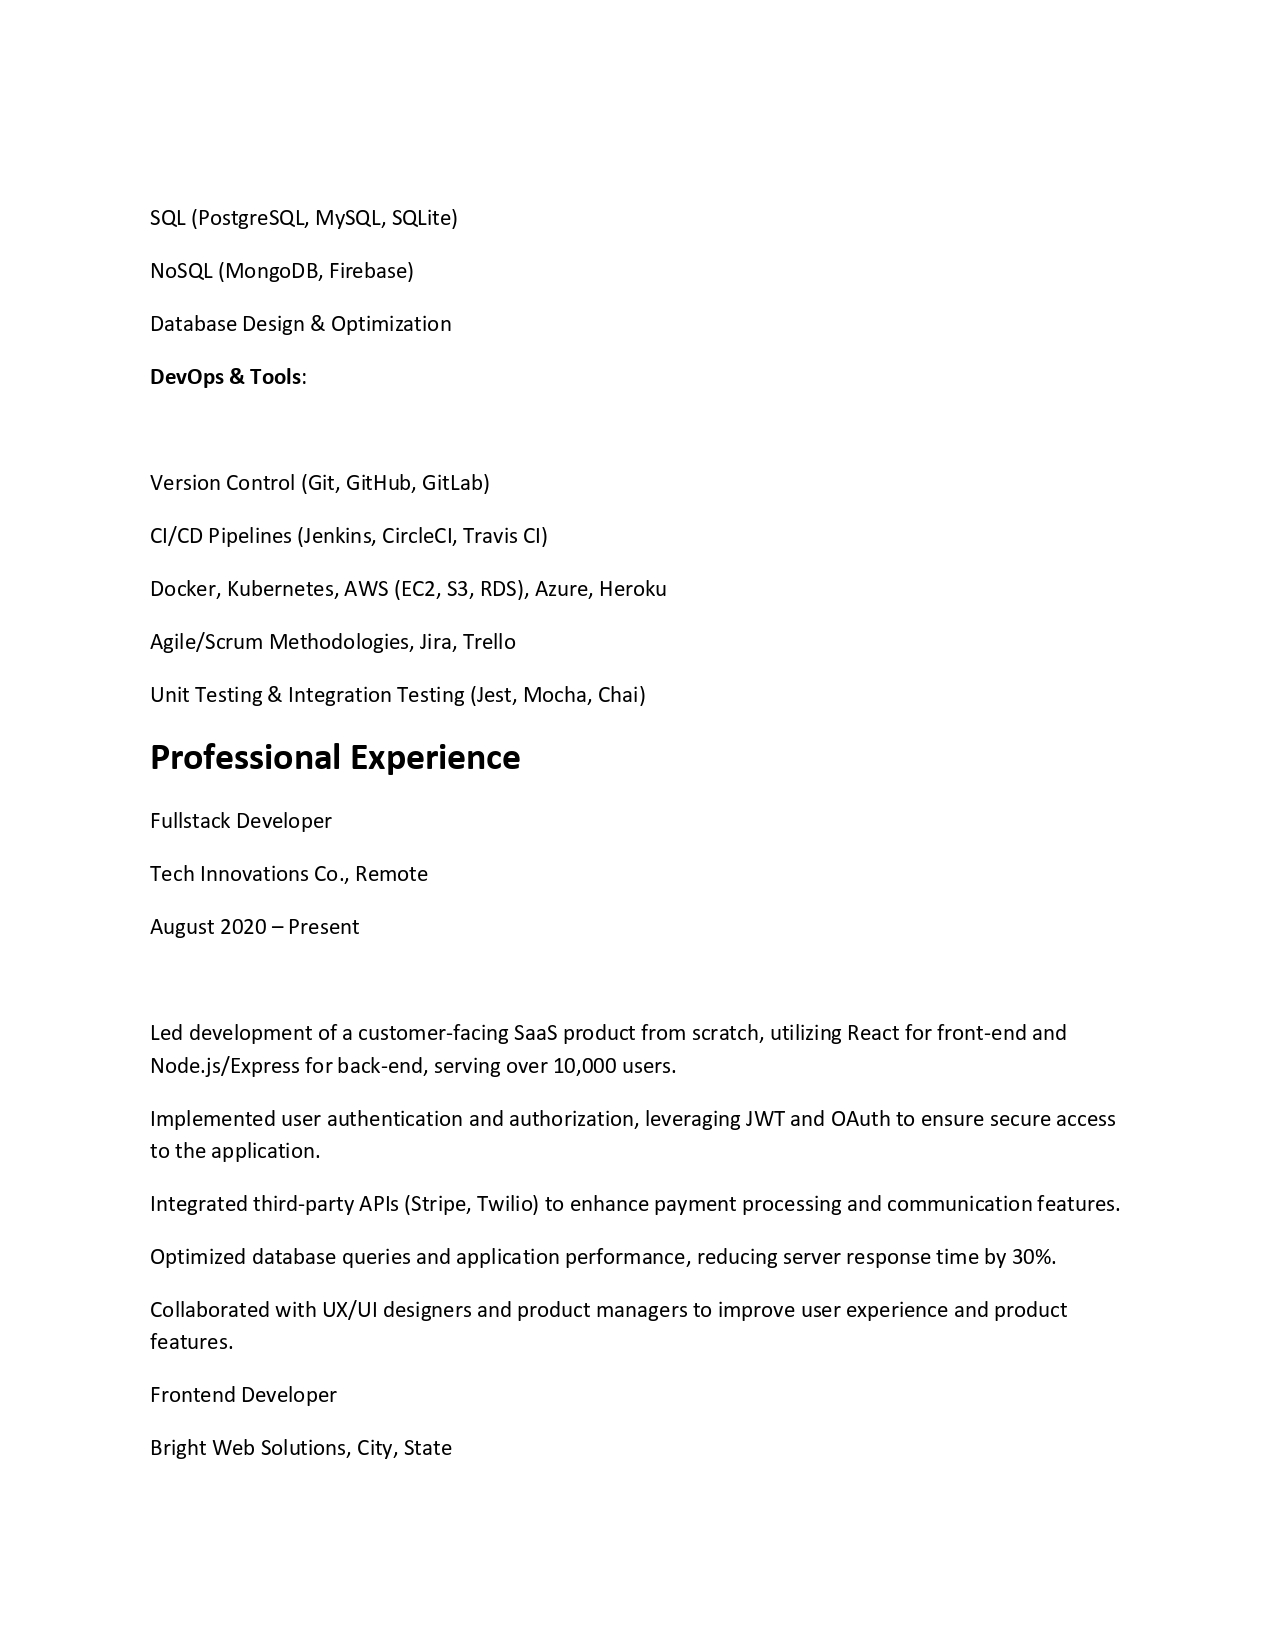 SQL (PostgreSQL, MySQL, SQLite)
NoSQL (MongoDB, Firebase)
Database Design & Optimization
DevOps & Tools:
Version Control (Git, GitHub, GitLab)
CI/CD Pipelines (Jenkins, CircleCI, Travis CI)
Docker, Kubernetes, AWS (EC2, S3, RDS), Azure, Heroku
Agile/Scrum Methodologies, Jira, Trello
Unit Testing & Integration Testing (Jest, Mocha, Chai)
Professional Experience
Fullstack Developer
Tech Innovations Co., Remote
August 2020 – Present
Led development of a customer-facing SaaS product from scratch, utilizing React for front-end and
Node.js/Express for back-end, serving over 10,000 users.
Implemented user authentication and authorization, leveraging JWT and OAuth to ensure secure access
to the application.
Integrated third-party APIs (Stripe, Twilio) to enhance payment processing and communication features.
Optimized database queries and application performance, reducing server response time by 30%.
Collaborated with UX/UI designers and product managers to improve user experience and product
features.
Frontend Developer
Bright Web Solutions, City, State